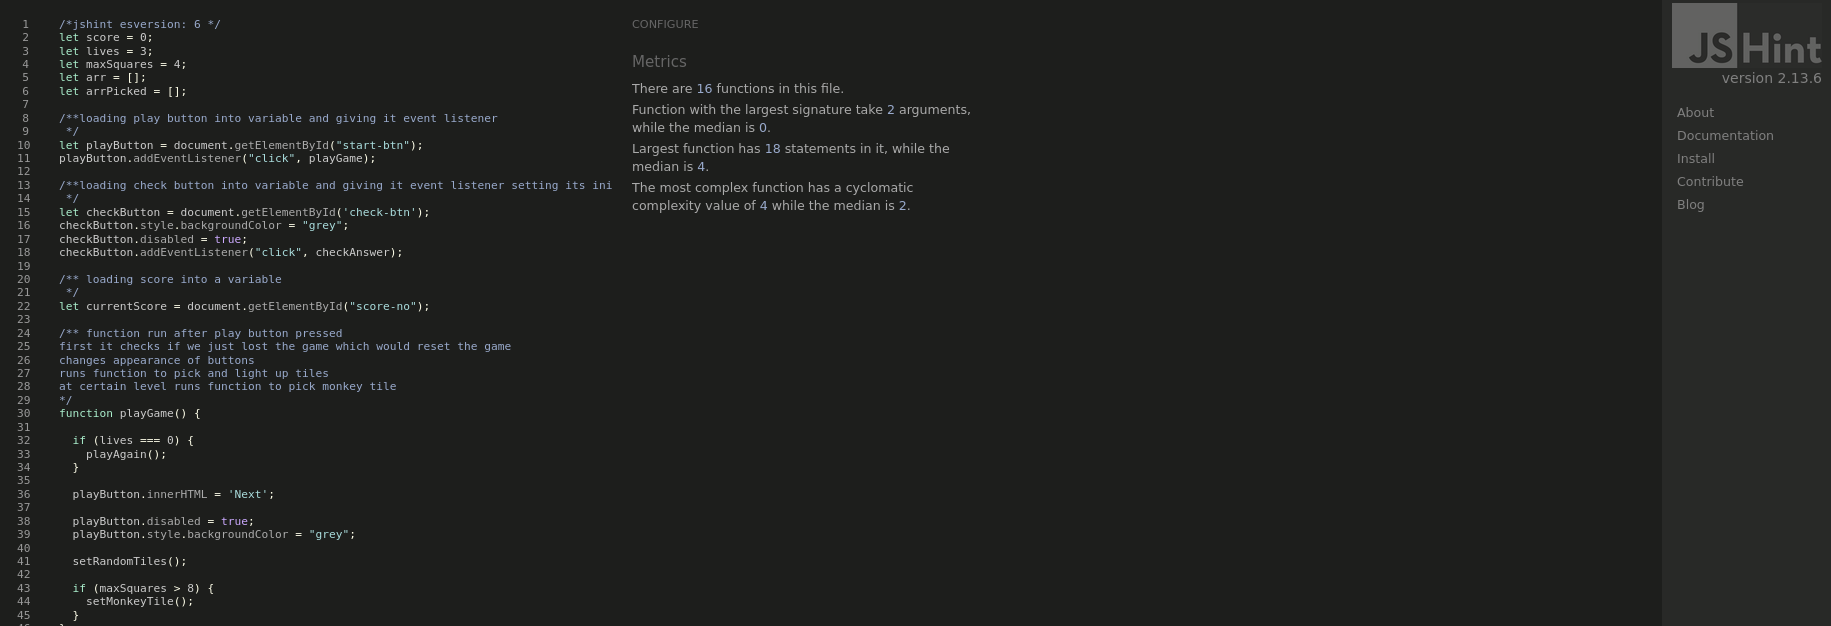 1 /*jshint esversion: 6 */
2 let score = 0;
3 let lives = 3;
4 let maxSquares = 4;
5 let arr = [];
6 let arrPicked = [];
7
8 /**loading play button into variable and giving it event listener
9 */
10 let playButton = document.getElementById("start-btn");
11 playButton.addEventListener("click", playGame);
12
13 /**loading check button into variable and giving it event listener setting its ini
14 */
15 let checkButton = document.getElementById('check-btn');
16 checkButton.style.backgroundColor = "grey";
17 checkButton.disabled = true;
18 checkButton.addEventListener("click", checkAnswer);
19
20 /** loading score into a variable
21 */
22 let currentScore = document.getElementById("score-no");
23
24 /** function run after play button pressed
25 first it checks if we just lost the game which would reset the game
26 changes appearance of buttons
27 runs function to pick and light up tiles
28 at certain level runs function to pick monkey tile
29 */
30 function playGame() {
31
32 if (lives === 0) {
33 playAgain();
34 }
35
36 playButton.innerHTML = 'Next';
37
38 playButton.disabled = true;
39 playButton.style.backgroundColor = "grey";
40
41 setRandomTiles();
42
43 if (maxSquares > 8) {
44 setMonkeyTile();
45 }
CONFIGURE
Metrics
There are 16 functions in this file.
Function with the largest signature take 2 arguments,
while the median is 0.
Largest function has 18 statements in it, while the
median is 4.
The most complex function has a cyclomatic
complexity value of 4 while the median is 2.
JSHint
version 2.13.6
About
Documentation
Install
Contribute
Blog